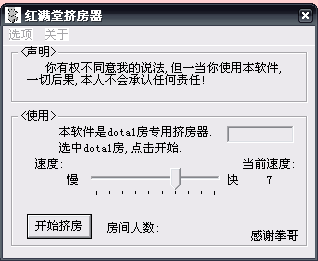 红满堂挤房器
选项 关于
<声明>
你有权不同意我的说法,但一当你使用本软件,
一切后果,本人不会承认任何责任!
<使用>
本软件是dota1房专用挤房器.
选中dota1房,点击开始.
速度: 当前速度:
慢 快 7
开始挤房 房间人数:
感谢拳哥